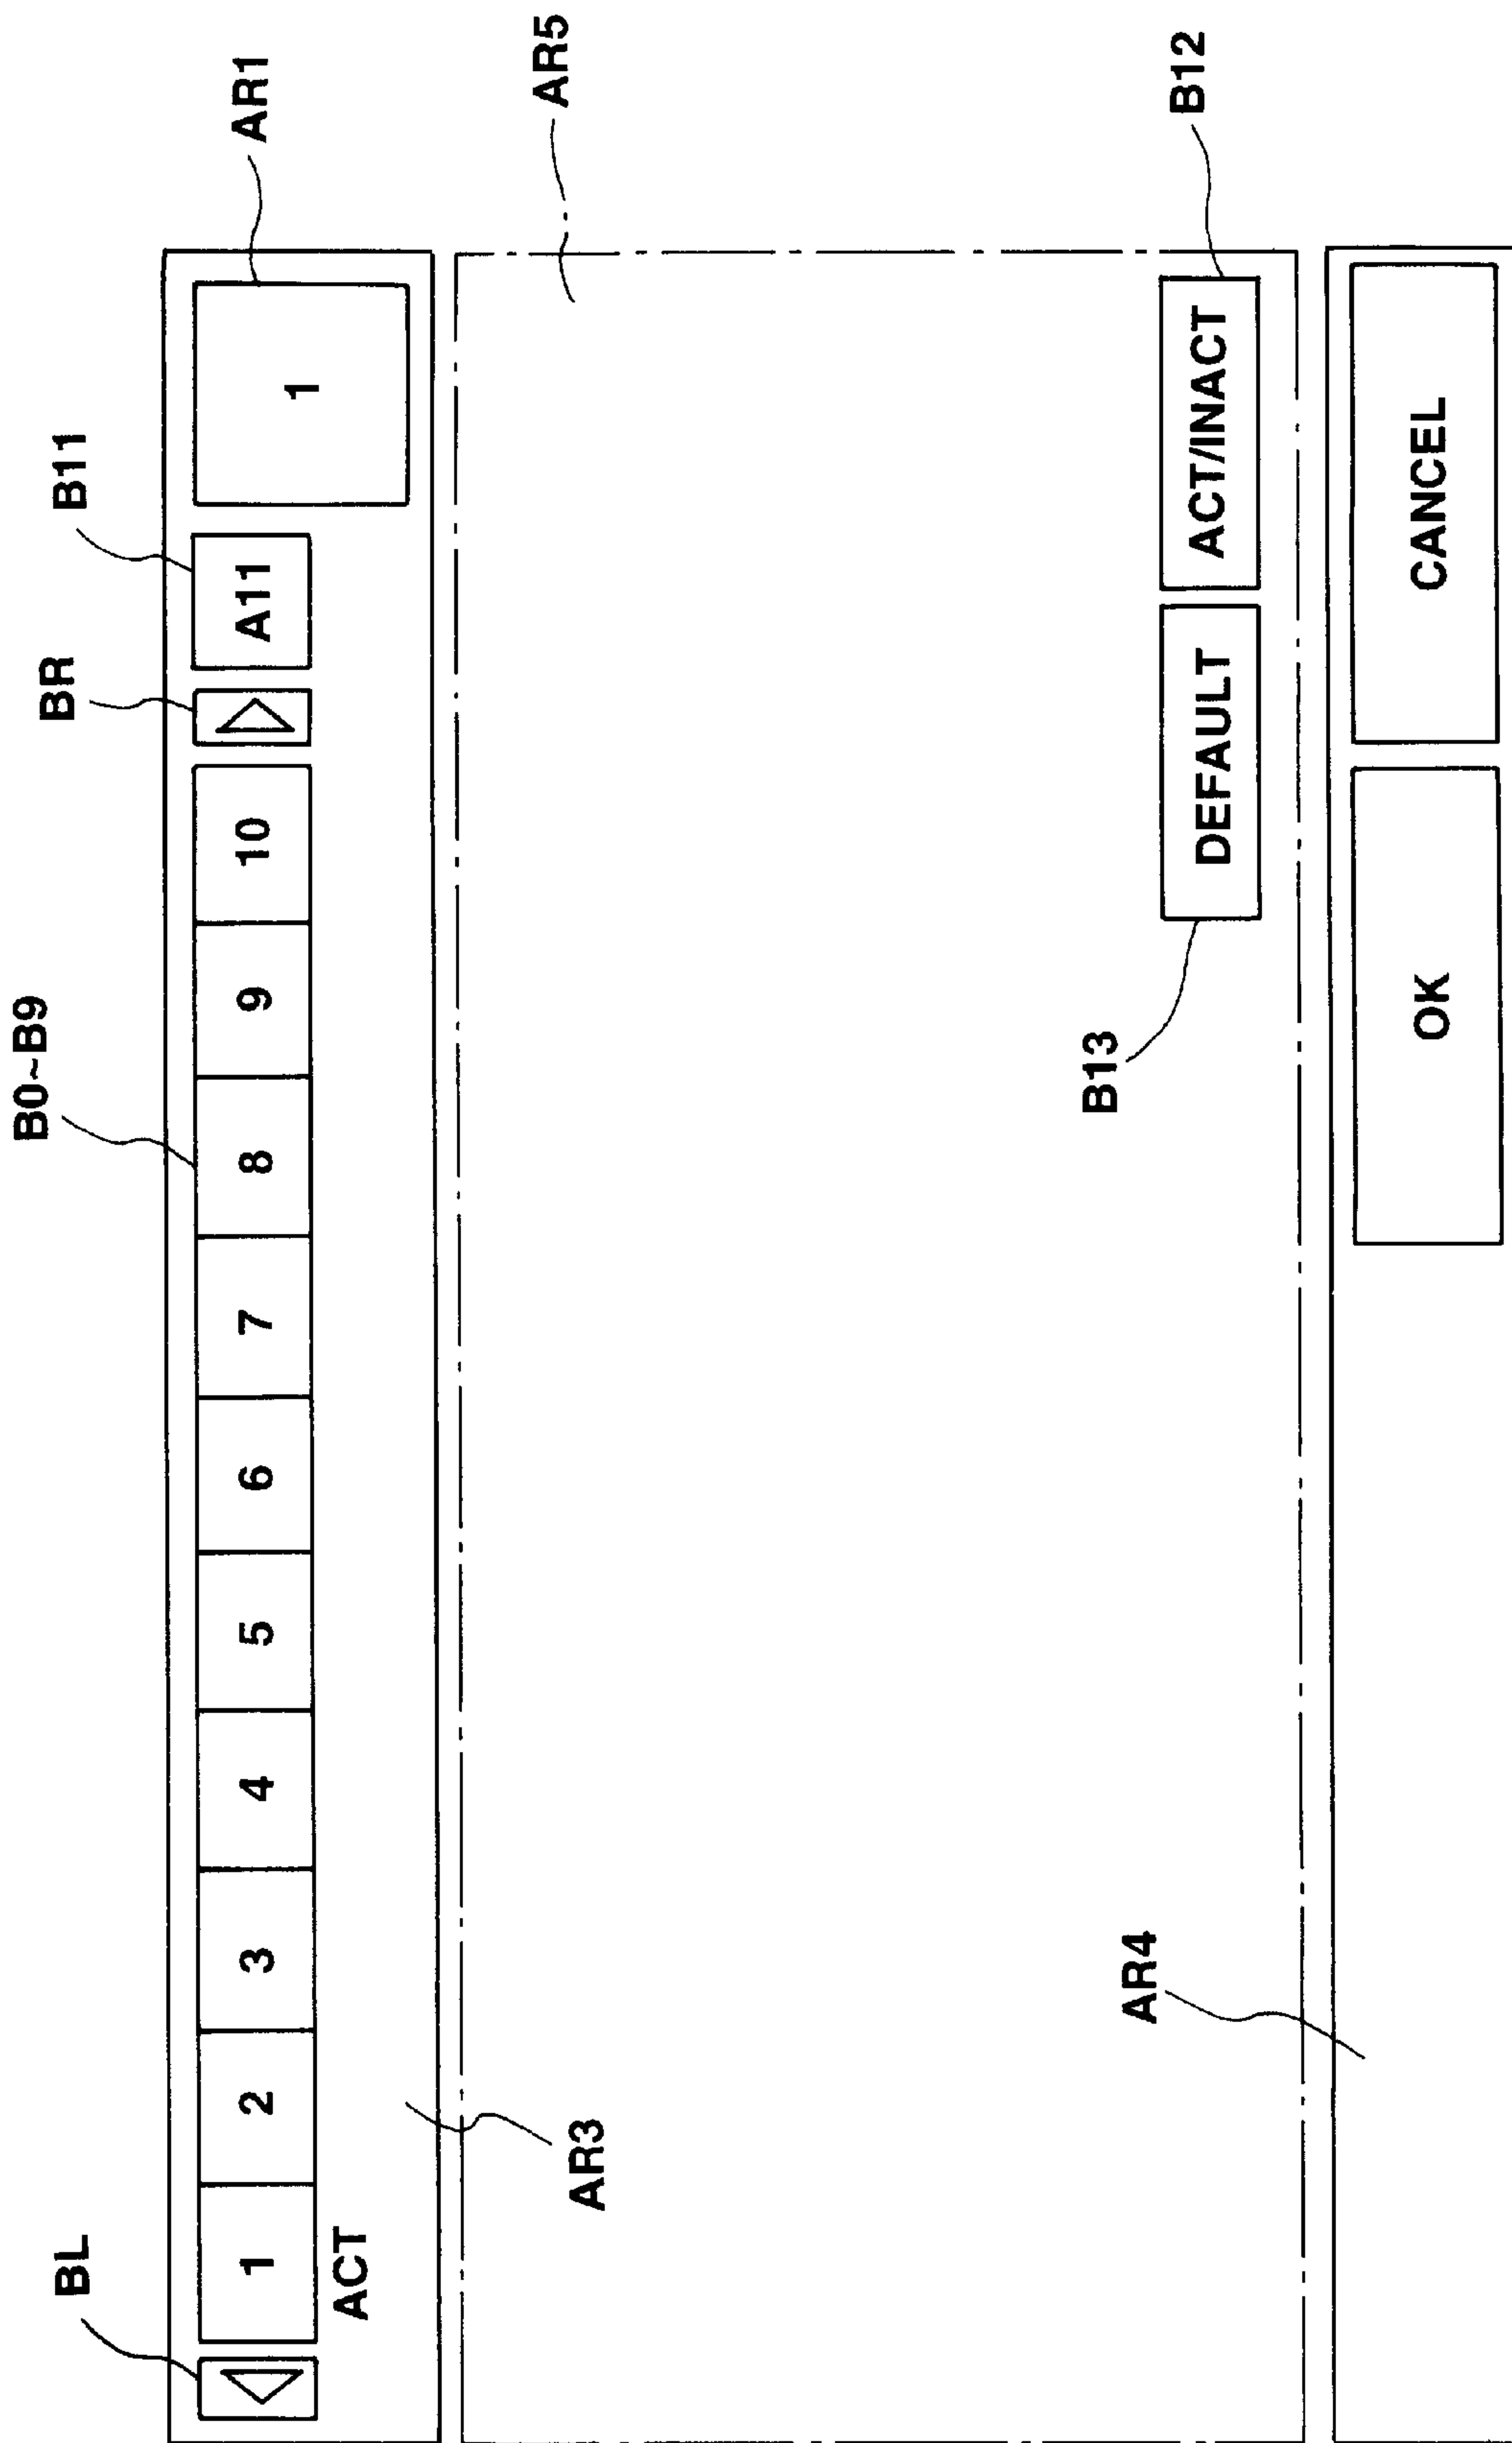 B0~B9
BL
BR
B11
AR1
1 2 3 4 5 6 7 8 9 10 A11
1
ACT
AR3
AR5
B13
DEFAULT ACT/INACT
B12
AR4
OK CANCEL